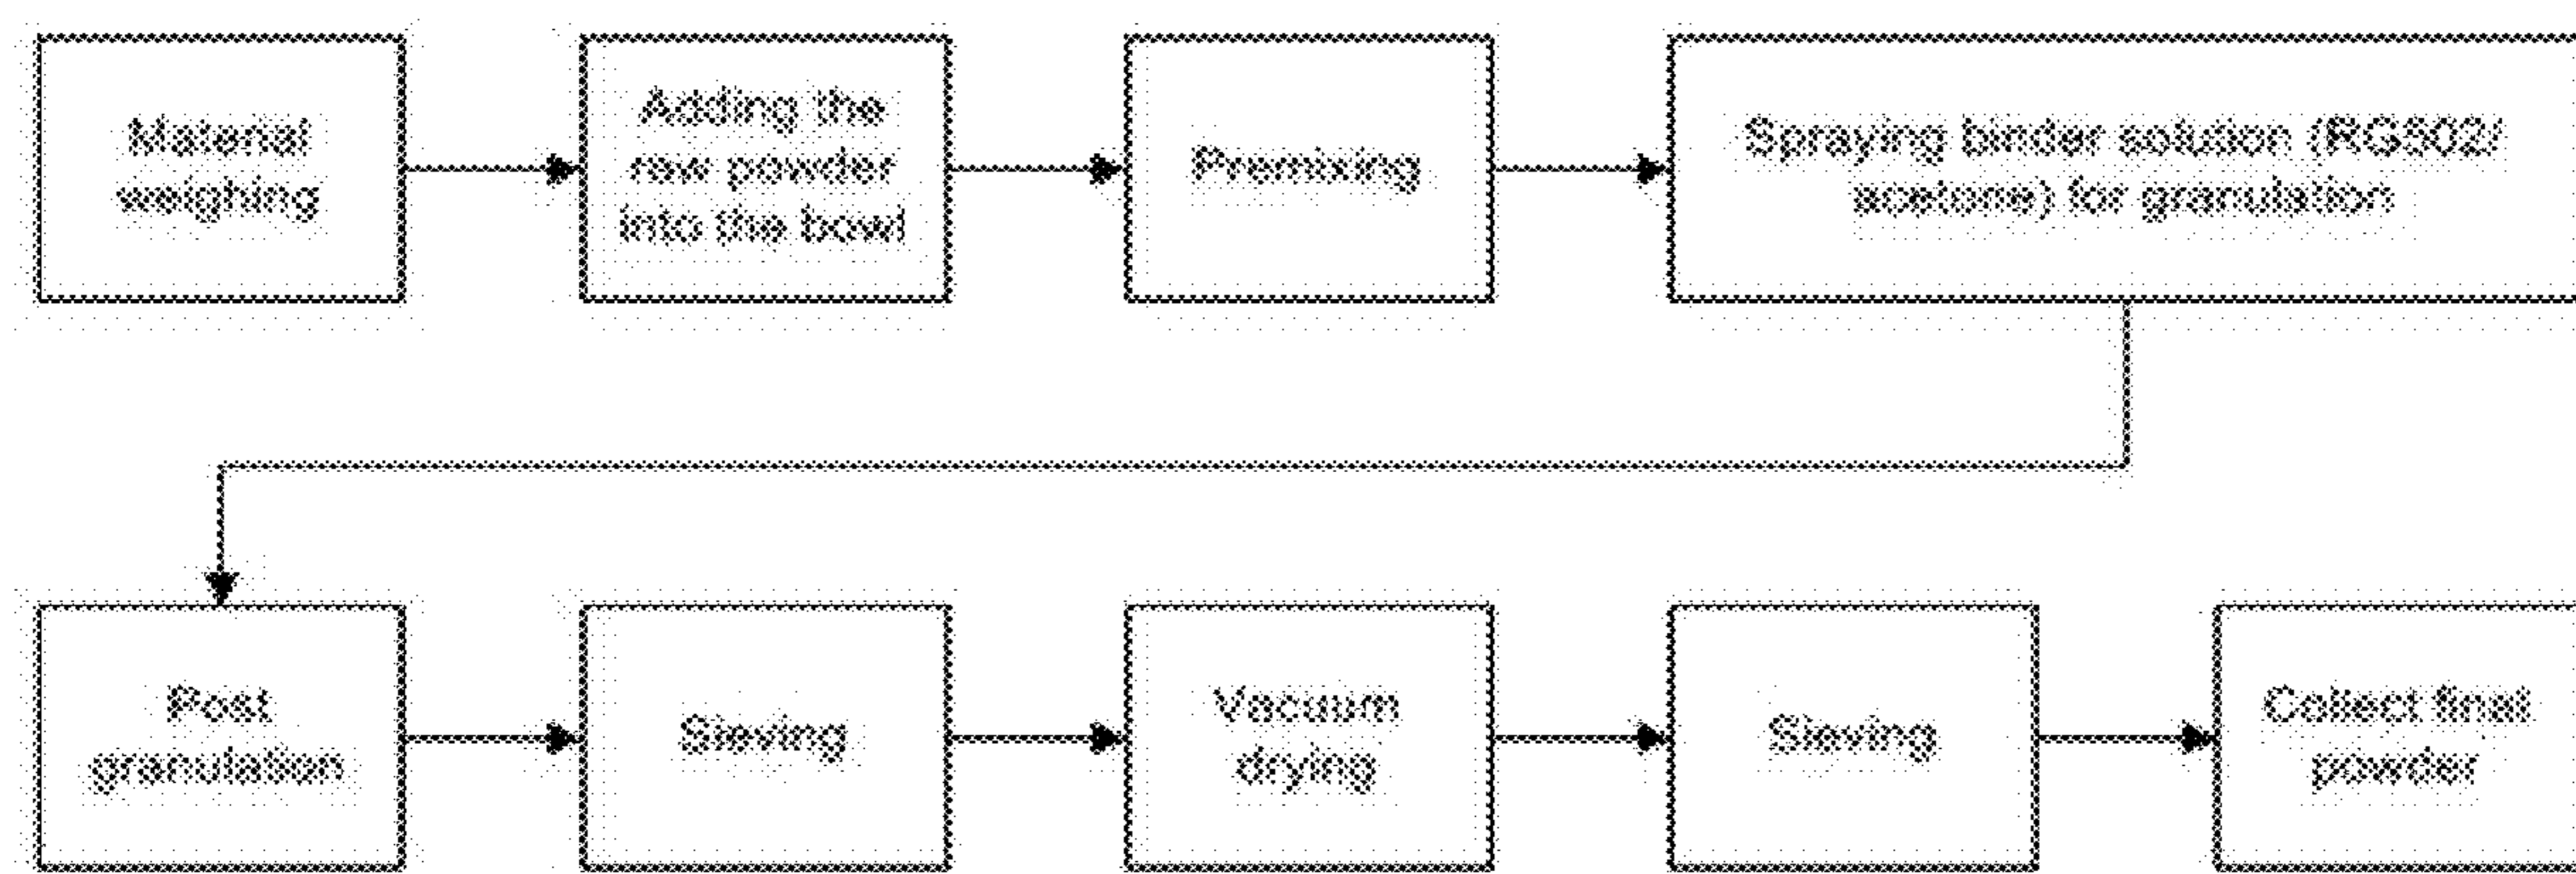 Material
weighing
Adding the
raw powder
into the bowl
Premixing
Spraying binder solution (RG502/
acetone) for granulation
Post
granulation
Sieving
Vacuum
drying
Sieving
Collect final
powder